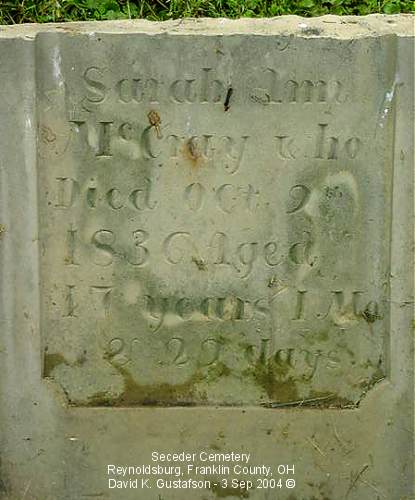 Sarah Ann
McCray who
Died Oct 9th
1836 Aged
17 years 1 Mo
& 29 days
Seceder Cemetery
Reynoldsburg, Franklin County, OH
David K. Gustafson - 3 Sep 2004 ©